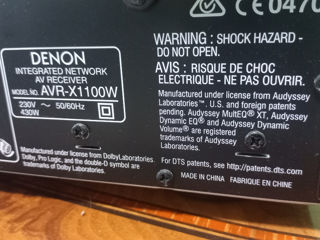 CE0470
DENON
INTEGRATED NETWORK
AV RECEIVER
MODEL NO. AVR-X1100W
230V ~ 50/60Hz
430W
WARNING : SHOCK HAZARD -
DO NOT OPEN.
AVIS : RISQUE DE CHOC
ELECTRIQUE - NE PAS OUVRIR.
Manufactured under license from Audyssey
Laboratories™. U.S. and foreign patents
pending. Audyssey MultEQ® XT, Audyssey
Dynamic EQ® and Audyssey Dynamic
Volume® are registered
trademarks of Audyssey
Laboratories.
Manufactured under license from Dolby Laboratories.
Dolby, Pro Logic, and the double-D symbol are
trademarks of Dolby Laboratories.
For DTS patents, see http://patents.dts.com
MADE IN CHINA FABRIQUE EN CHINE